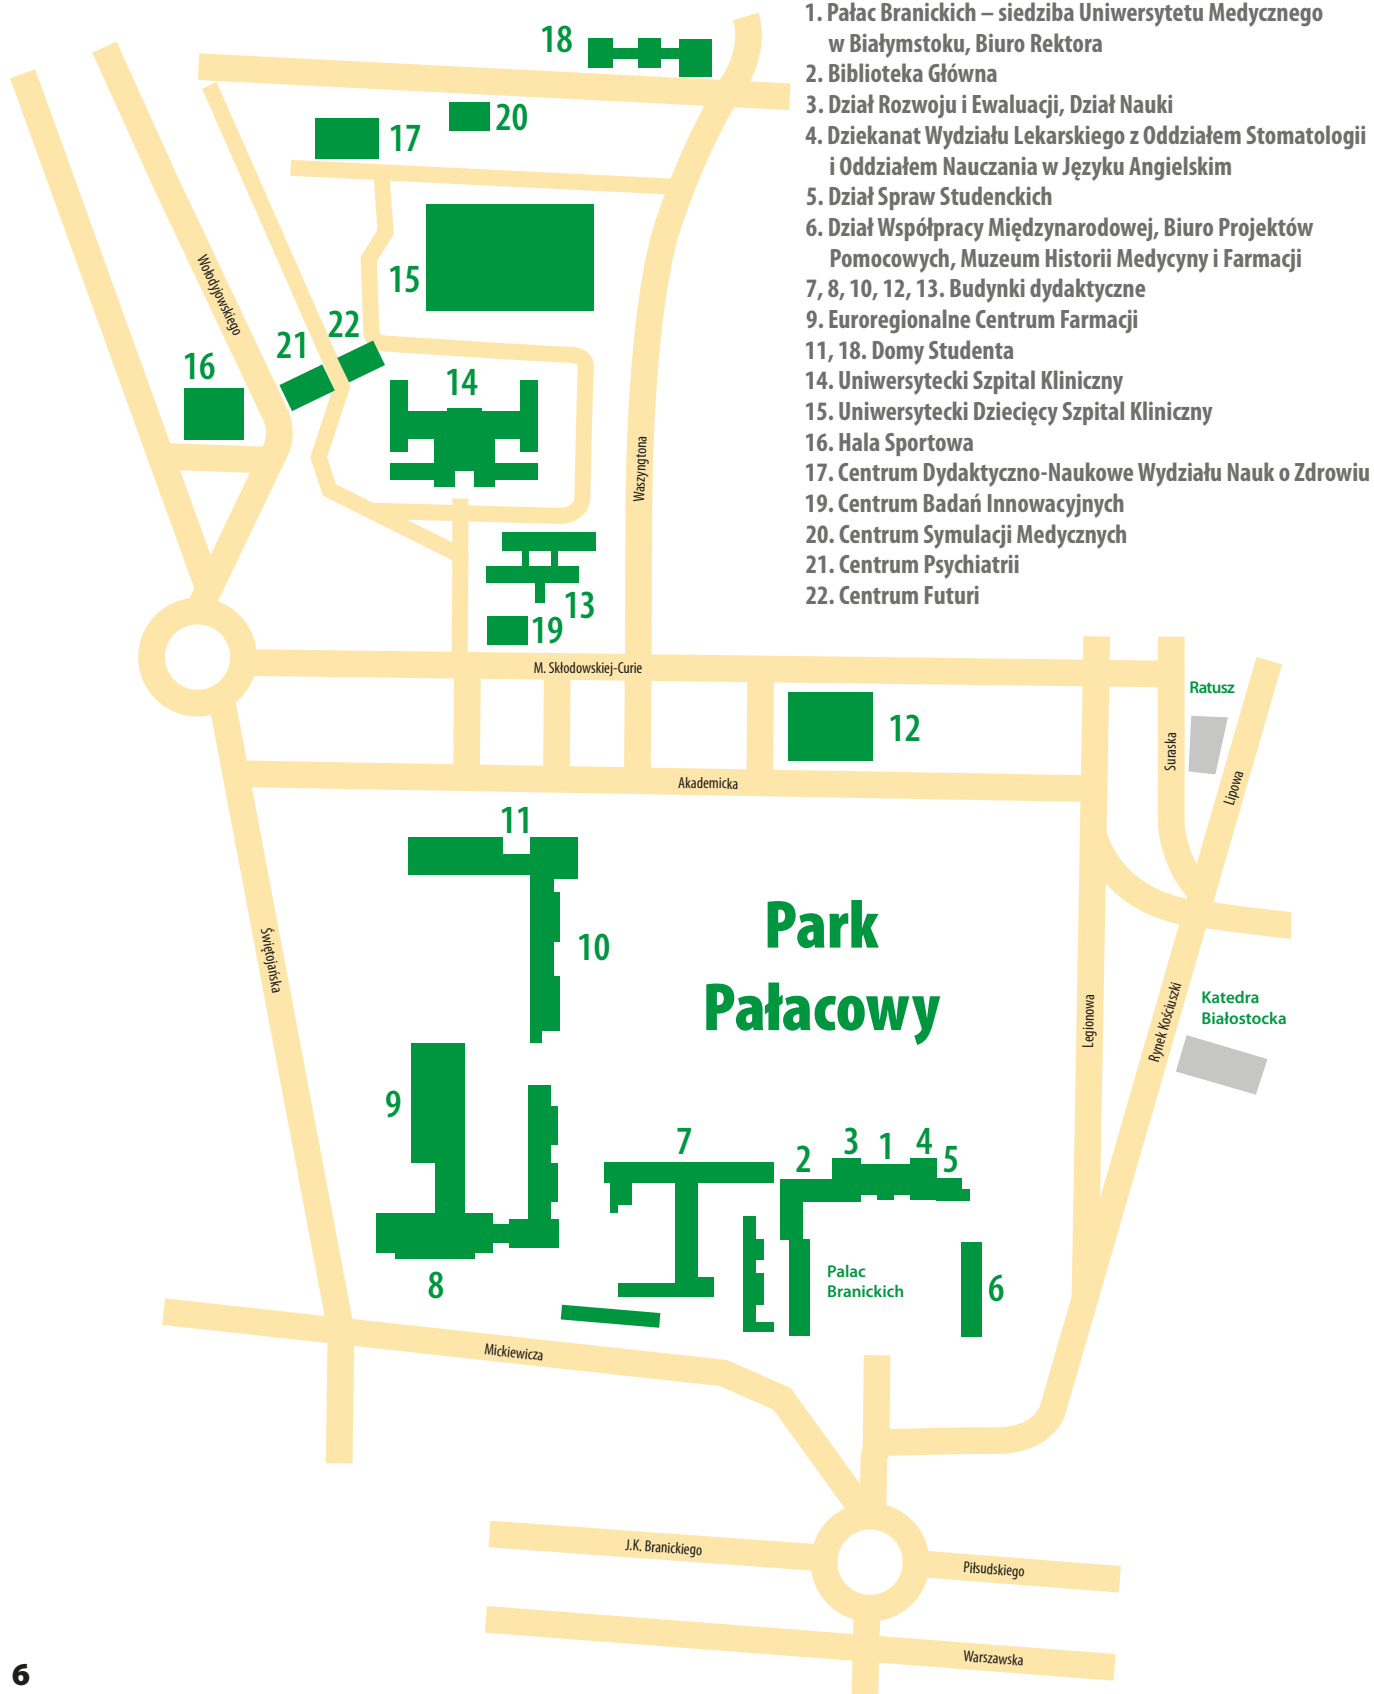 1. Pałac Branickich – siedziba Uniwersytetu Medycznego
w Białymstoku, Biuro Rektora
2. Biblioteka Główna
3. Dział Rozwoju i Ewaluacji, Dział Nauki
4. Dziekanat Wydziału Lekarskiego z Oddziałem Stomatologii
i Oddziałem Nauczania w Języku Angielskim
5. Dział Spraw Studenckich
6. Dział Współpracy Międzynarodowej, Biuro Projektów
Pomocowych, Muzeum Historii Medycyny i Farmacji
7, 8, 10, 12, 13. Budynki dydaktyczne
9. Euroregionalne Centrum Farmacji
11, 18. Domy Studenta
14. Uniwersytecki Szpital Kliniczny
15. Uniwersytecki Dziecięcy Szpital Kliniczny
16. Hala Sportowa
17. Centrum Dydaktyczno-Naukowe Wydziału Nauk o Zdrowiu
19. Centrum Badań Innowacyjnych
20. Centrum Symulacji Medycznych
21. Centrum Psychiatrii
22. Centrum Futuri
18
20
17
15
Wołodyjowskiego
22
21
16
14
Waszyngtona
13
19
M. Skłodowskiej-Curie
Ratusz
12
Suraska
Lipowa
Akademicka
11
Park
Pałacowy
10
Świętojańska
Legionowa
Rynek Kościuszki
Katedra
Białostocka
9
7
2
3
1
4
5
8
Palac
Branickich
6
Mickiewicza
J.K. Branickiego
Piłsudskiego
Warszawska
6